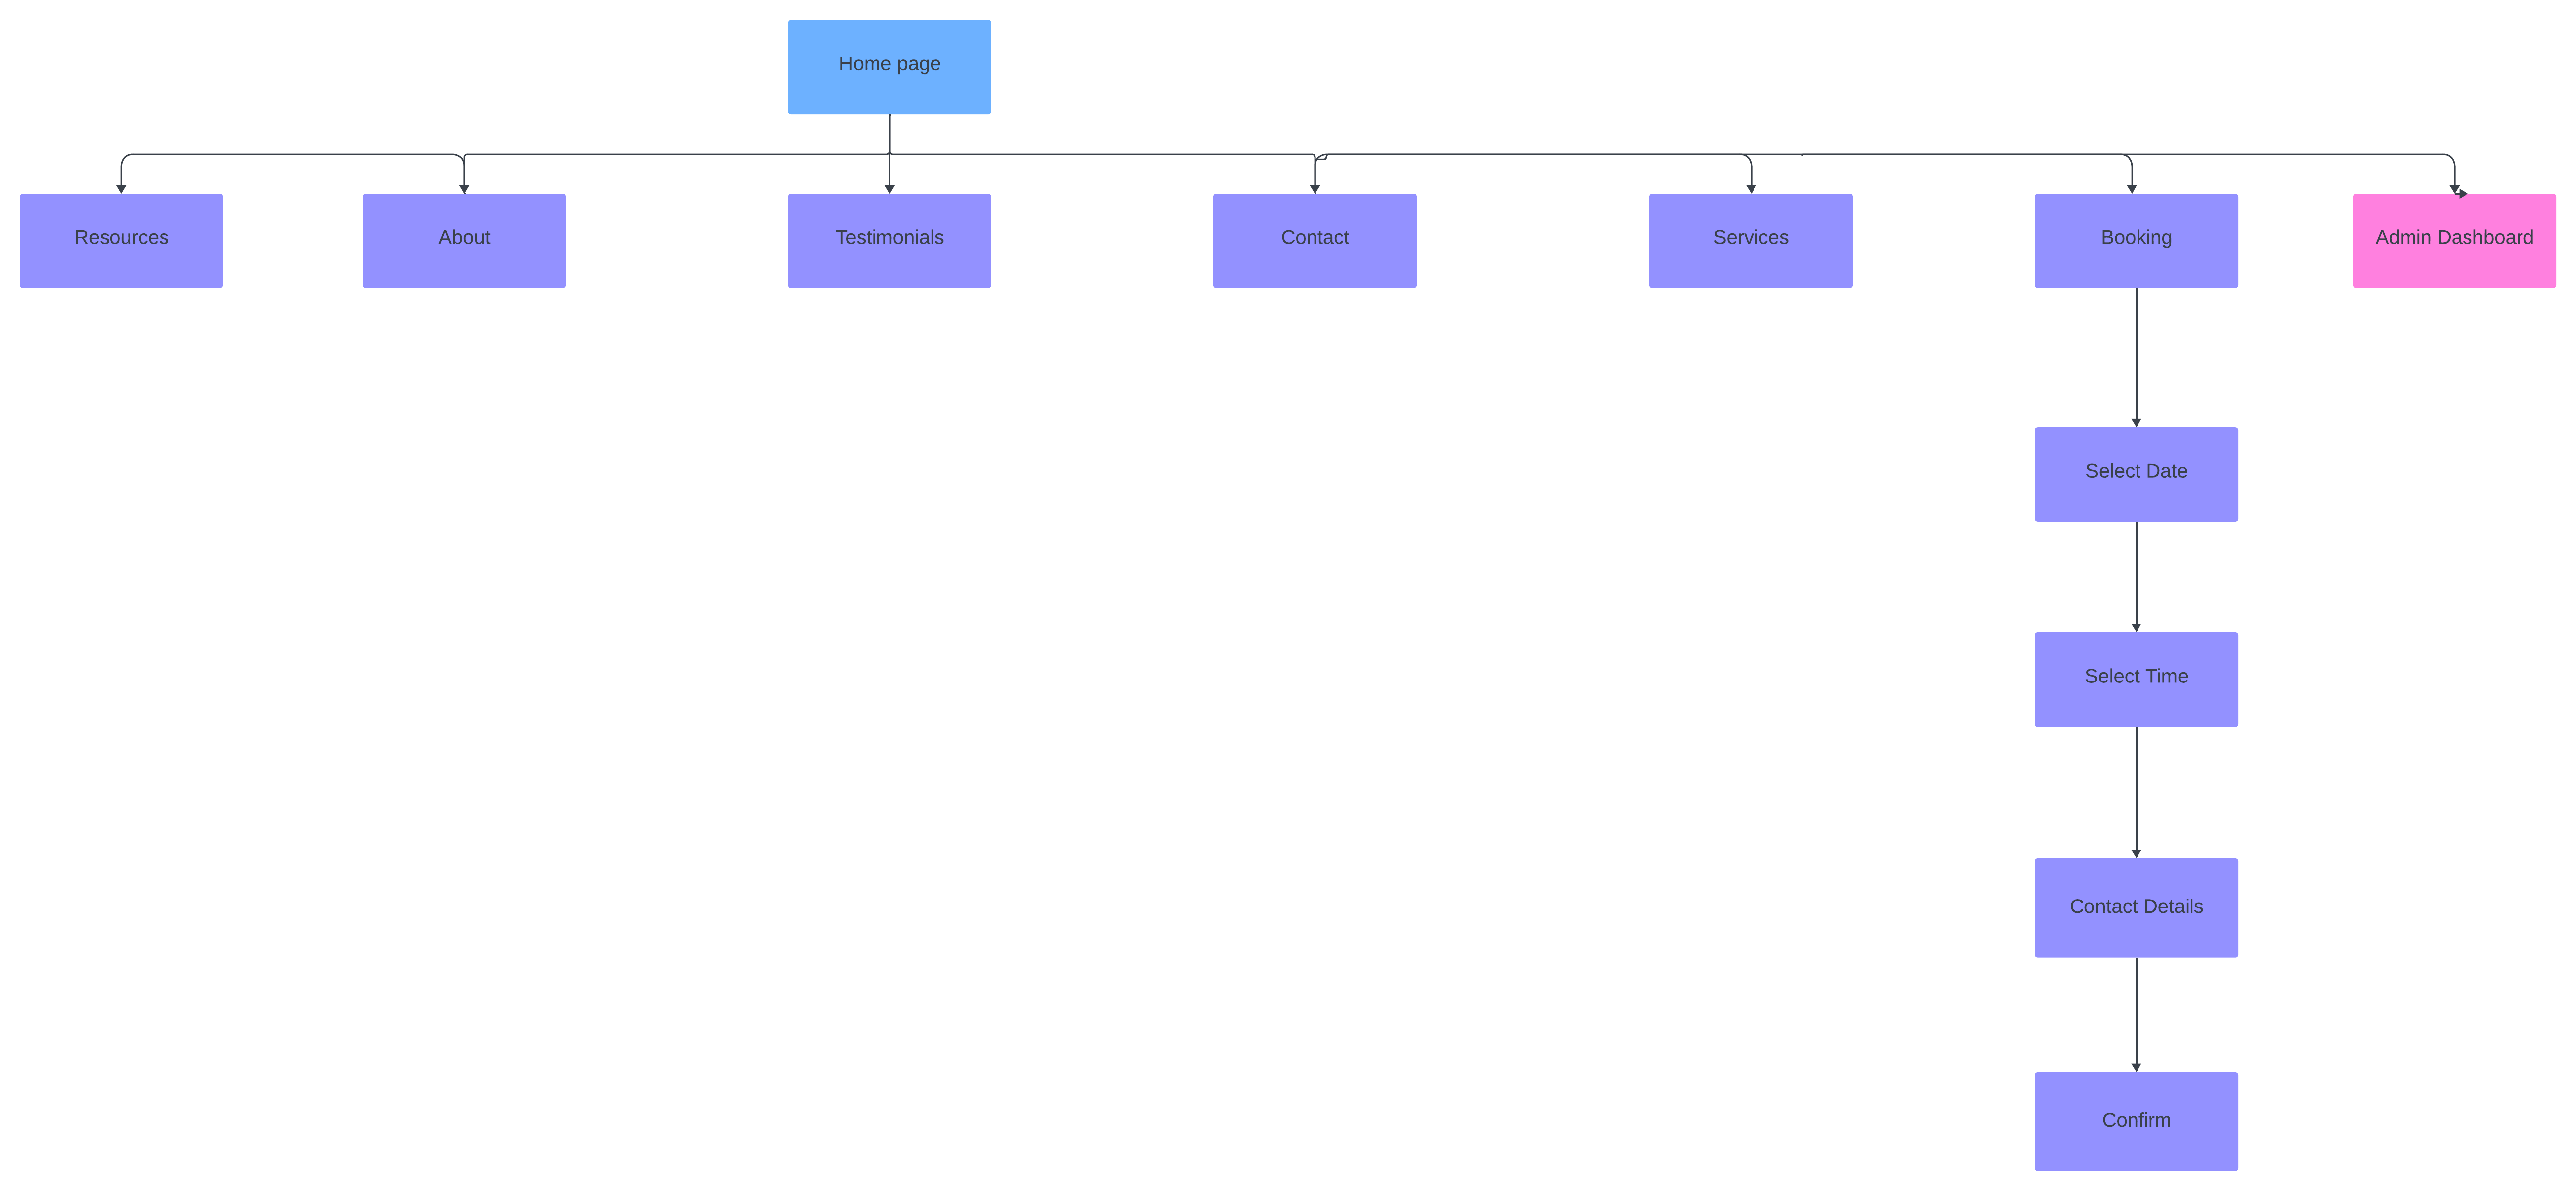 Home page
Resources
About
Testimonials
Contact
Services
Booking
Admin Dashboard
Select Date
Select Time
Contact Details
Confirm